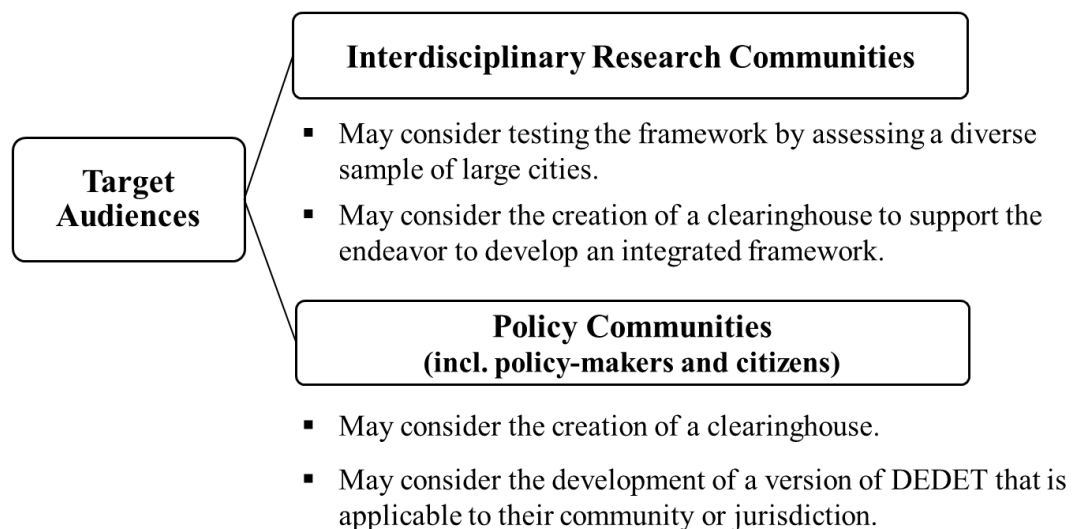 Interdisciplinary Research Communities
▪ May consider testing the framework by assessing a diverse
sample of large cities.
▪ May consider the creation of a clearinghouse to support the
endeavor to develop an integrated framework.
Target
Audiences
Policy Communities
(incl. policy-makers and citizens)
▪ May consider the creation of a clearinghouse.
▪ May consider the development of a version of DEDET that is
applicable to their community or jurisdiction.